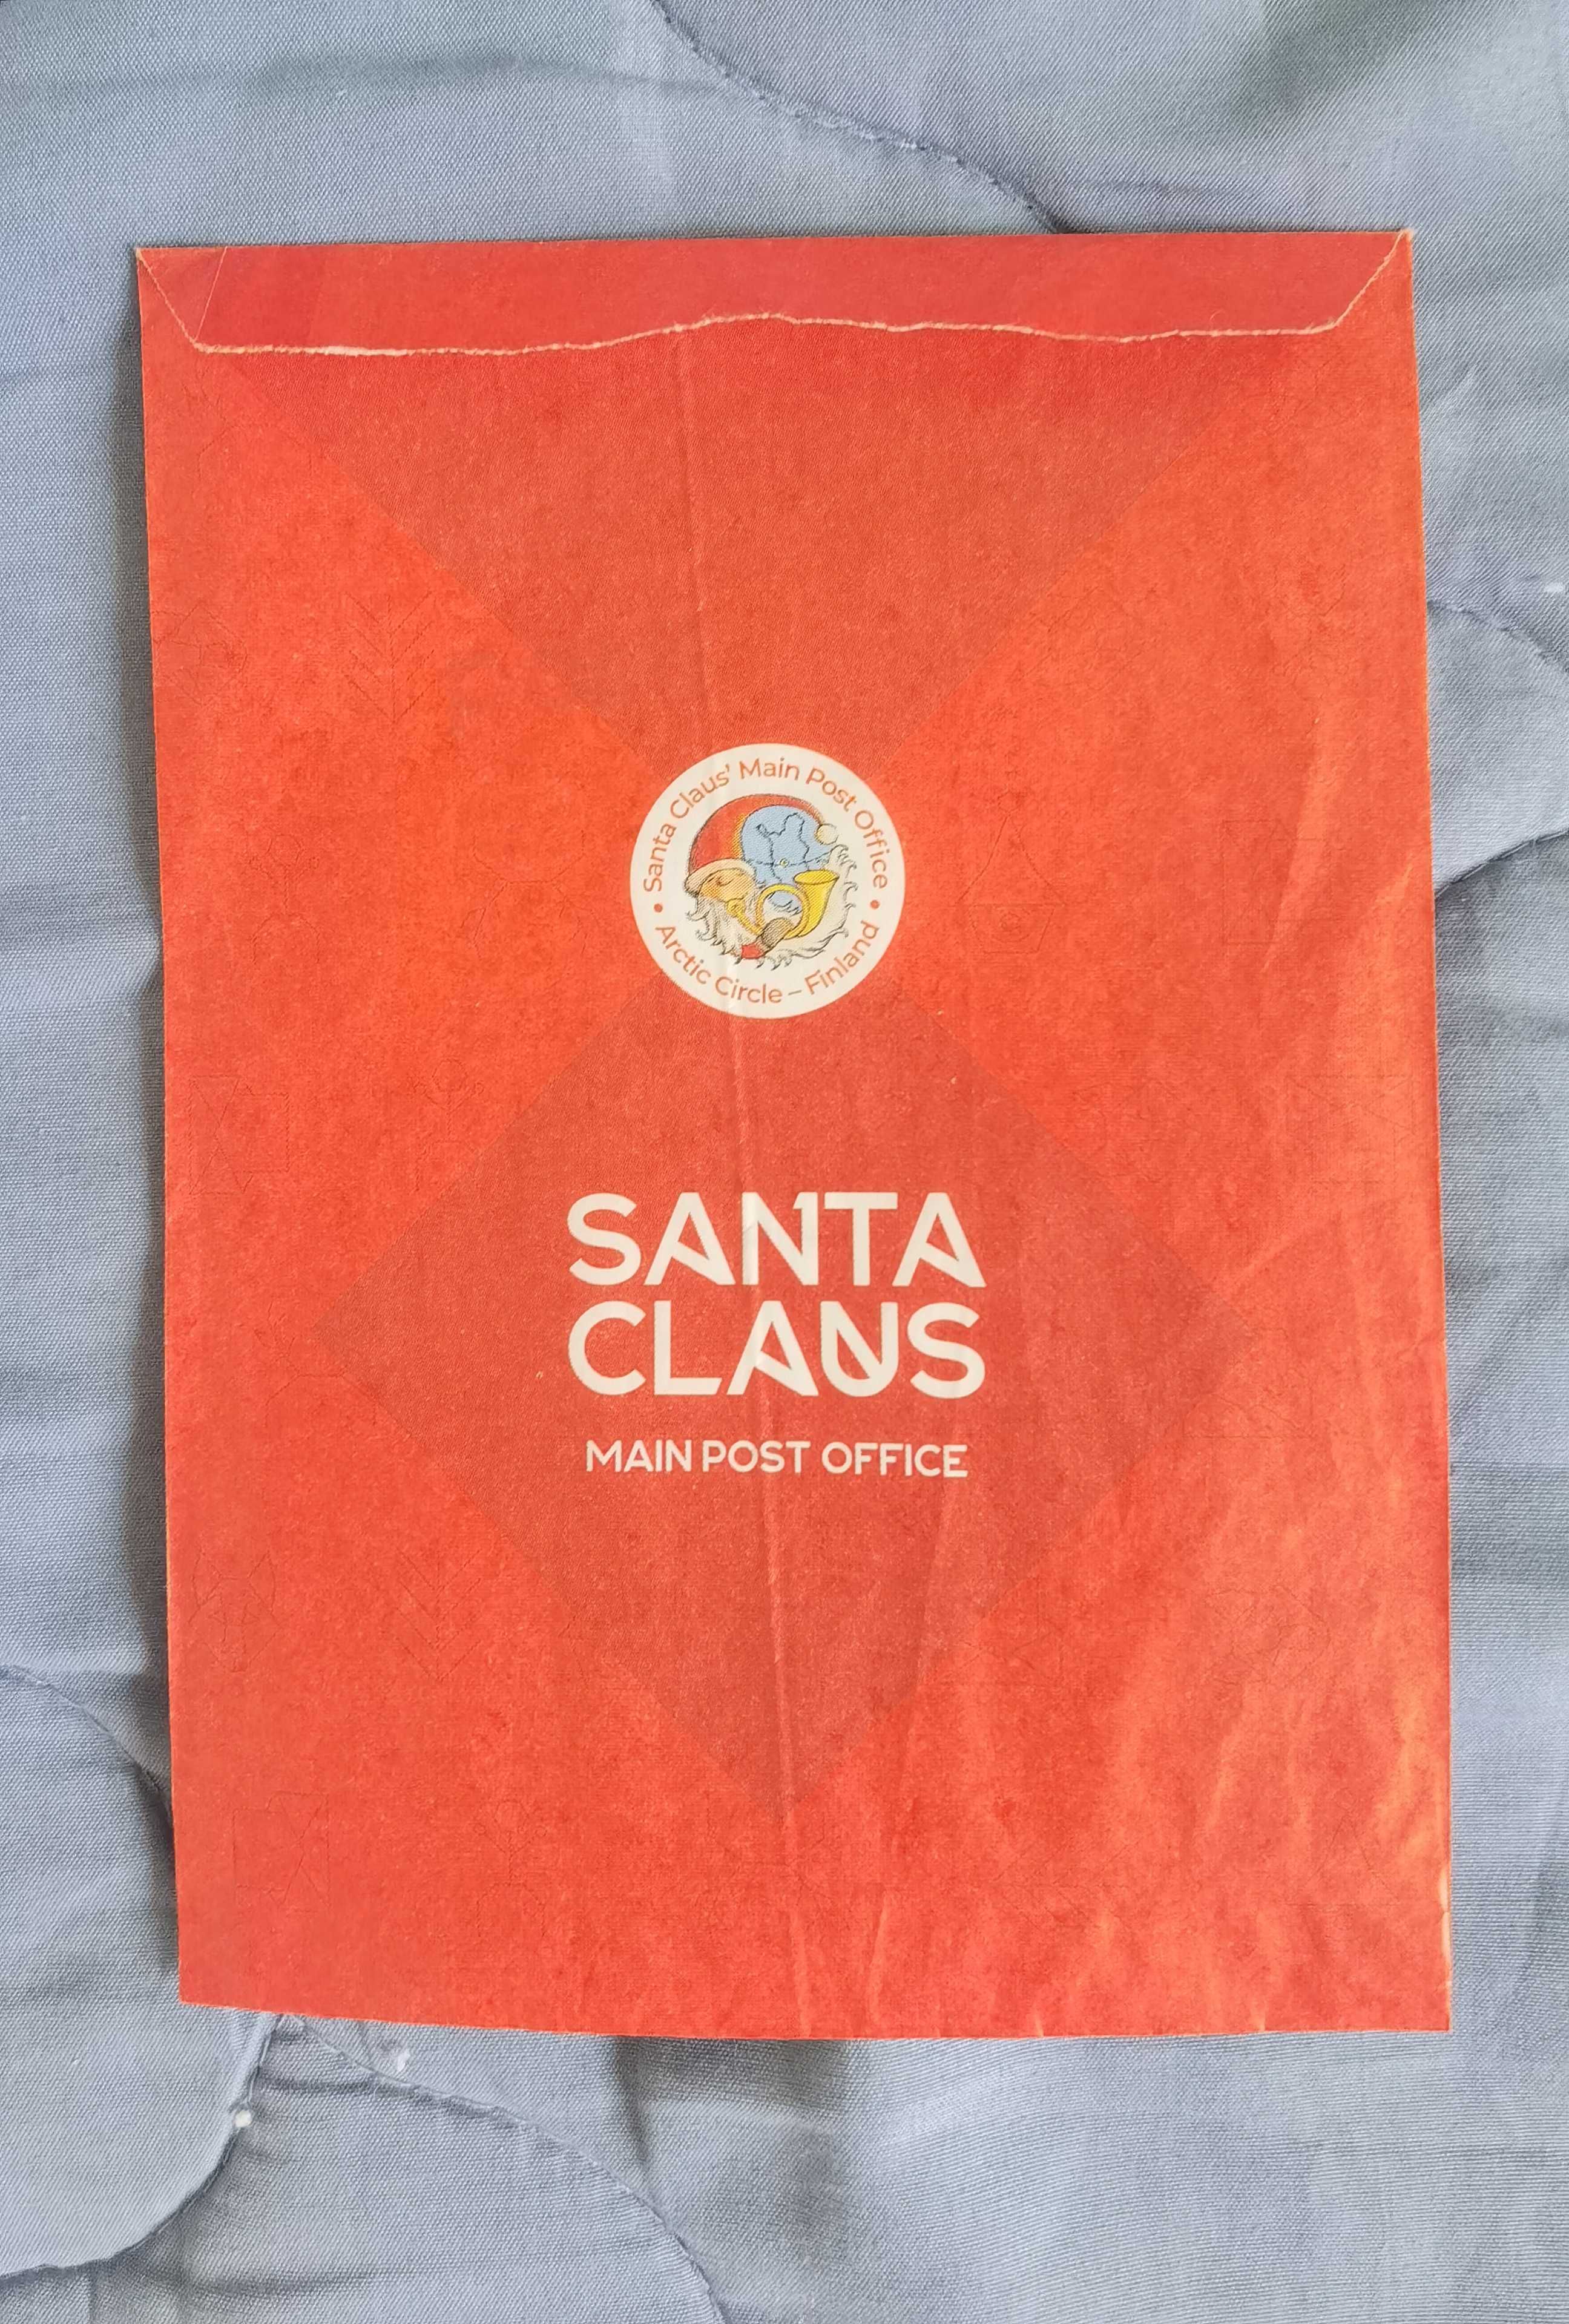 Santa Claus' Main Post Office
• Arctic Circle – Finland •
SANTA
CLAUS
MAIN POST OFFICE